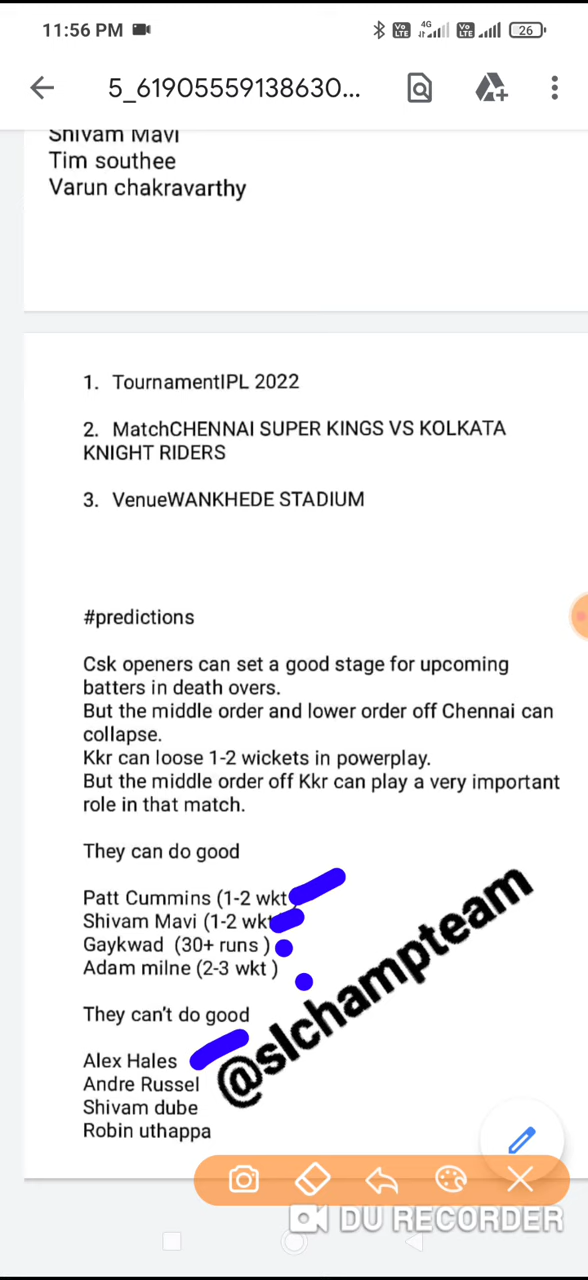 11:56 PM
4G
26
5_61905559138630...
Shivam Mavi
Tim southee
Varun chakravarthy
1. TournamentIPL 2022
2. MatchCHENNAI SUPER KINGS VS KOLKATA
KNIGHT RIDERS
3. VenueWANKHEDE STADIUM
#predictions
Csk openers can set a good stage for upcoming
batters in death overs.
But the middle order and lower order off Chennai can
collapse.
Kkr can loose 1-2 wickets in powerplay.
But the middle order off Kkr can play a very important
role in that match.
They can do good
Patt Cummins (1-2 wkt
Shivam Mavi (1-2 wkt
Gaykwad (30+ runs )
Adam milne (2-3 wkt )
They can't do good
Alex Hales
Andre Russel
Shivam dube
Robin uthappa
@slchampteam
DU RECORDER